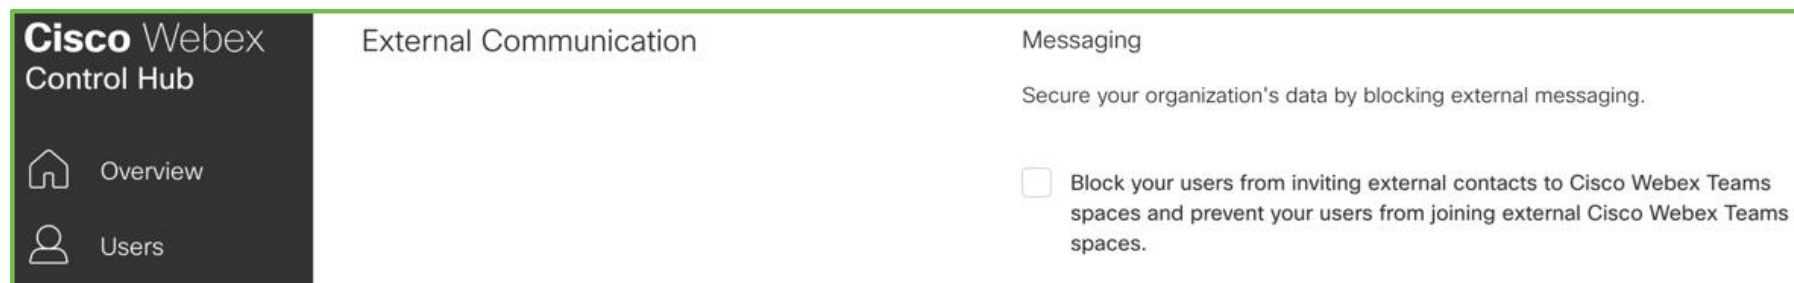 Cisco Webex
Control Hub
Overview
Users
External Communication
Messaging
Secure your organization's data by blocking external messaging.
Block your users from inviting external contacts to Cisco Webex Teams
spaces and prevent your users from joining external Cisco Webex Teams
spaces.